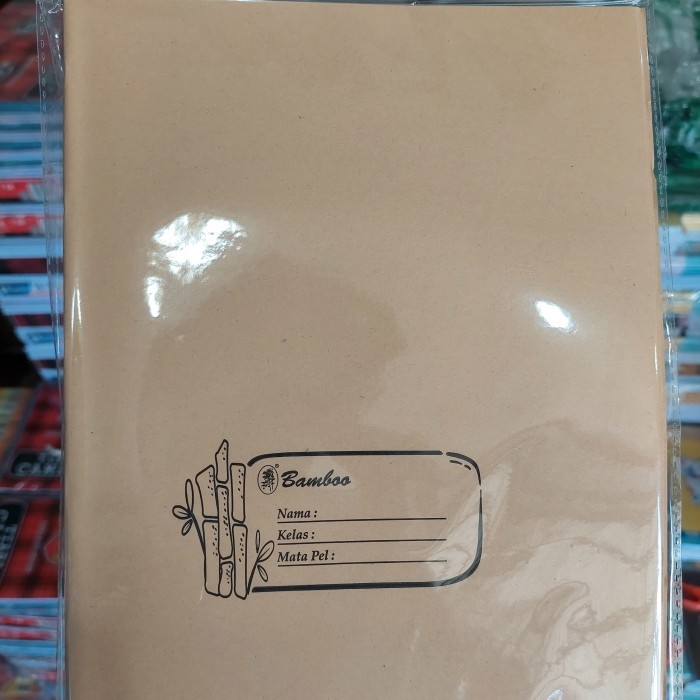 Bamboo
Nama :
Kelas :
Mata Pel :